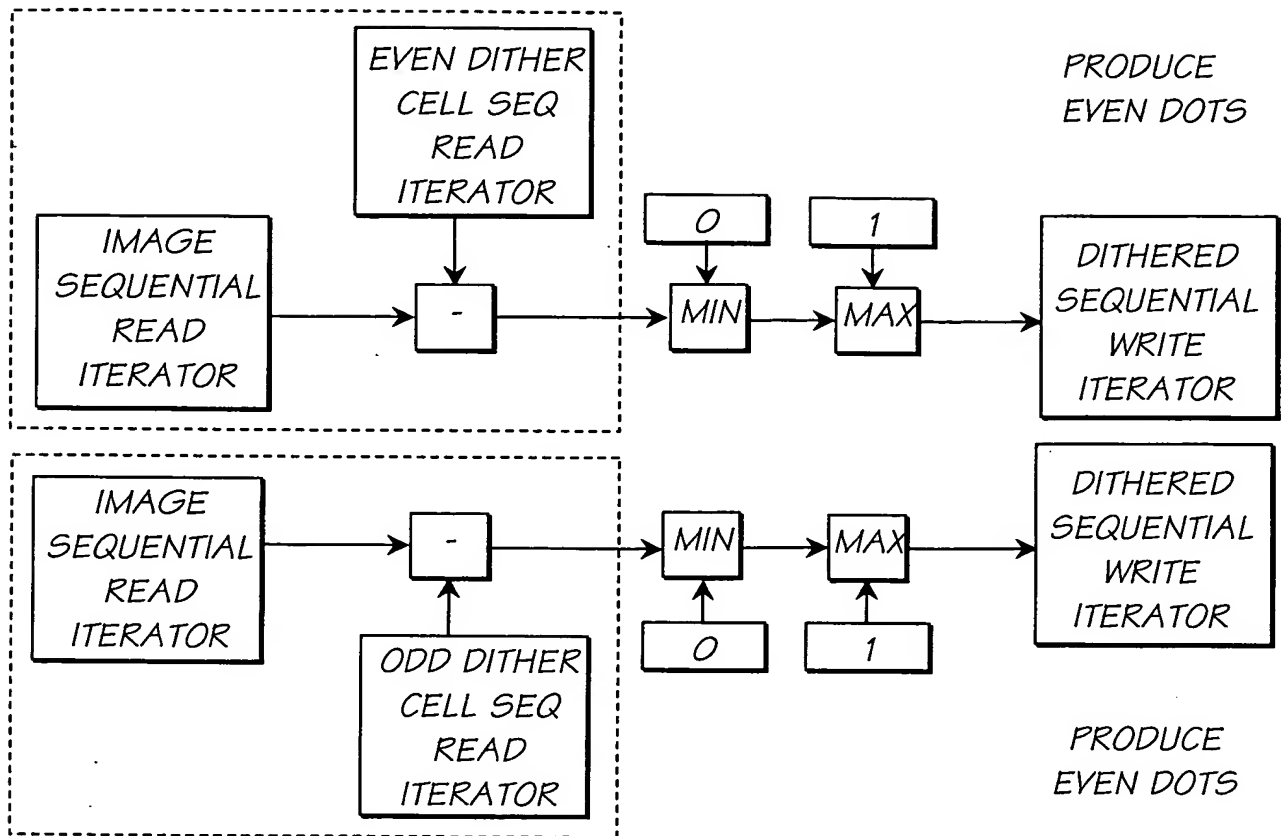 EVEN DITHER
CELL SEQ
READ
ITERATOR
PRODUCE
EVEN DOTS
IMAGE
SEQUENTIAL
READ
ITERATOR
-
0
MIN
1
MAX
DITHERED
SEQUENTIAL
WRITE
ITERATOR
IMAGE
SEQUENTIAL
READ
ITERATOR
-
ODD DITHER
CELL SEQ
READ
ITERATOR
MIN
0
MAX
1
DITHERED
SEQUENTIAL
WRITE
ITERATOR
PRODUCE
EVEN DOTS